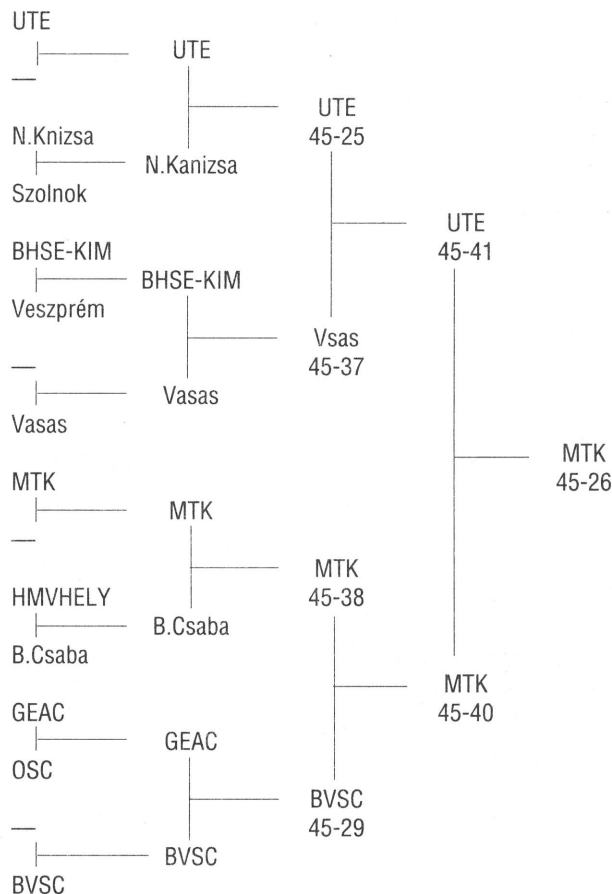 UTE
UTE
—
UTE
45-25
N.Knizsa
N.Kanizsa
Szolnok
UTE
45-41
BHSE-KIM
BHSE-KIM
Veszprém
Vsas
45-37
—
Vasas
Vasas
MTK
45-26
MTK
MTK
—
MTK
45-38
HMVHELY
B.Csaba
B.Csaba
MTK
45-40
GEAC
GEAC
OSC
BVSC
45-29
—
BVSC
BVSC